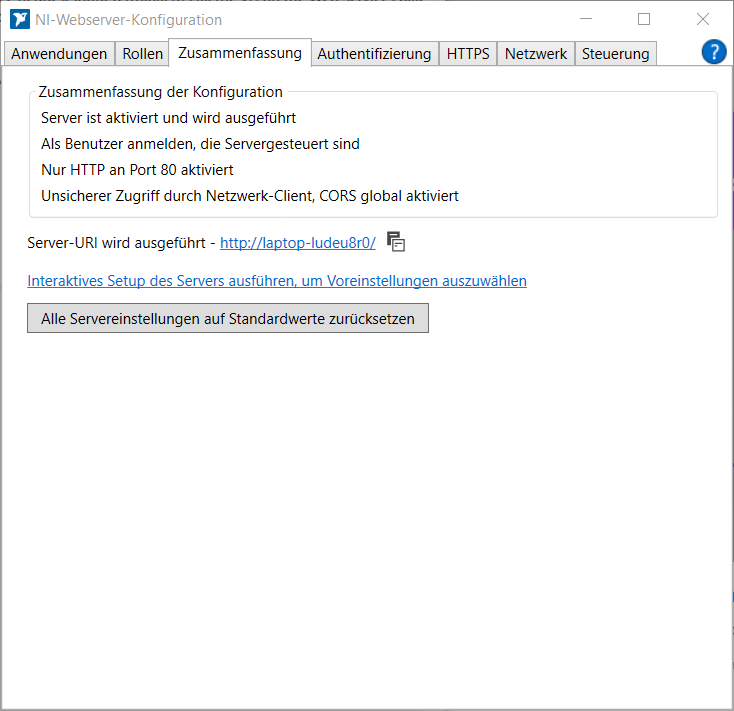 NI-Webserver-Konfiguration
Anwendungen Rollen Zusammenfassung Authentifizierung HTTPS Netzwerk Steuerung ?
Zusammenfassung der Konfiguration
Server ist aktiviert und wird ausgeführt
Als Benutzer anmelden, die Servergesteuert sind
Nur HTTP an Port 80 aktiviert
Unsicherer Zugriff durch Netzwerk-Client, CORS global aktiviert
Server-URI wird ausgeführt - http://laptop-ludeu8r0/
Interaktives Setup des Servers ausführen, um Voreinstellungen auszuwählen
Alle Servereinstellungen auf Standardwerte zurücksetzen